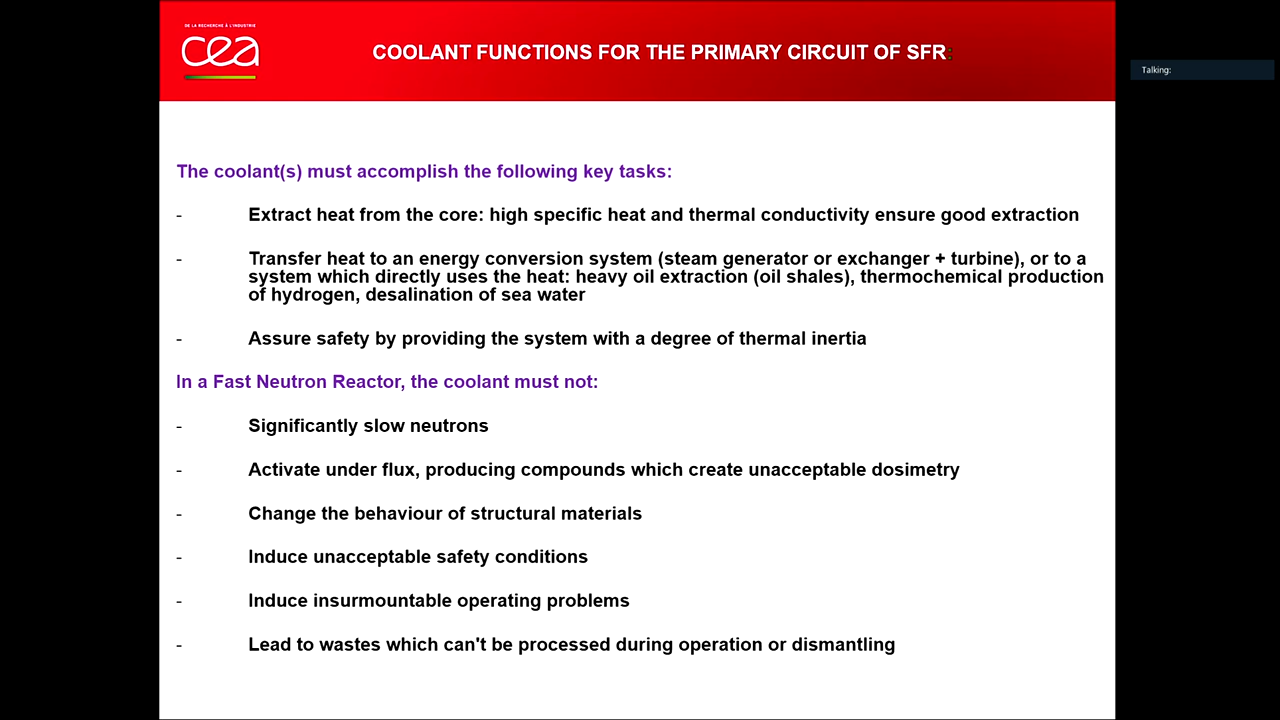 DE LA RECHERCHE À L'INDUSTRIE
cea
COOLANT FUNCTIONS FOR THE PRIMARY CIRCUIT OF SFR:
Talking:
The coolant(s) must accomplish the following key tasks:
- Extract heat from the core: high specific heat and thermal conductivity ensure good extraction
- Transfer heat to an energy conversion system (steam generator or exchanger + turbine), or to a
system which directly uses the heat: heavy oil extraction (oil shales), thermochemical production
of hydrogen, desalination of sea water
- Assure safety by providing the system with a degree of thermal inertia
In a Fast Neutron Reactor, the coolant must not:
- Significantly slow neutrons
- Activate under flux, producing compounds which create unacceptable dosimetry
- Change the behaviour of structural materials
- Induce unacceptable safety conditions
- Induce insurmountable operating problems
- Lead to wastes which can't be processed during operation or dismantling